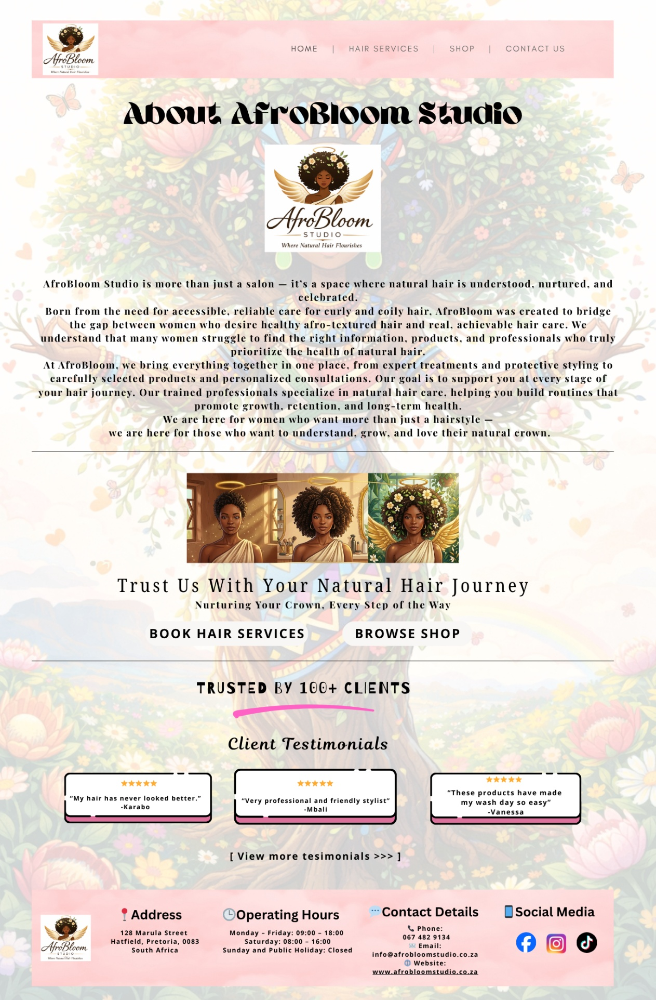 AfroBloom
STUDIO
Where Natural Hair Flourishes
HOME | HAIR SERVICES | SHOP | CONTACT US
About AfroBloom Studio
AfroBloom
STUDIO
Where Natural Hair Flourishes
AfroBloom Studio is more than just a salon — it’s a space where natural hair is understood, nurtured, and
celebrated.
Born from the need for accessible, reliable care for curly and coily hair, AfroBloom was created to bridge
the gap between women who desire healthy afro-textured hair and real, achievable hair care. We
understand that many women struggle to find the right information, products, and professionals who truly
prioritize the health of natural hair.
At AfroBloom, we bring everything together in one place, from expert treatments and protective styling to
carefully selected products and personalized consultations. Our goal is to support you at every stage of
your hair journey. Our trained professionals specialize in natural hair care, helping you build routines that
promote growth, retention, and long-term health.
We are here for women who want more than just a hairstyle —
we are here for those who want to understand, grow, and love their natural crown.
Trust Us With Your Natural Hair Journey
Nurturing Your Crown, Every Step of the Way
BOOK HAIR SERVICES
BROWSE SHOP
TRUSTED BY 100+ CLIENTS
Client Testimonials
“My hair has never looked better.”
-Karabo
“Very professional and friendly stylist”
-Mbali
“These products have made
my wash day so easy”
-Vanessa
[ View more tesimonials >>> ]
AfroBloom
STUDIO
Where Natural Hair Flourishes
Address
128 Marula Street
Hatfield, Pretoria, 0083
South Africa
Operating Hours
Monday – Friday: 09:00 – 18:00
Saturday: 08:00 – 16:00
Sunday and Public Holiday: Closed
Contact Details
Phone:
067 482 9134
Email:
info@afrobloomstudio.co.za
Website:
www.afrobloomstudio.co.za
Social Media